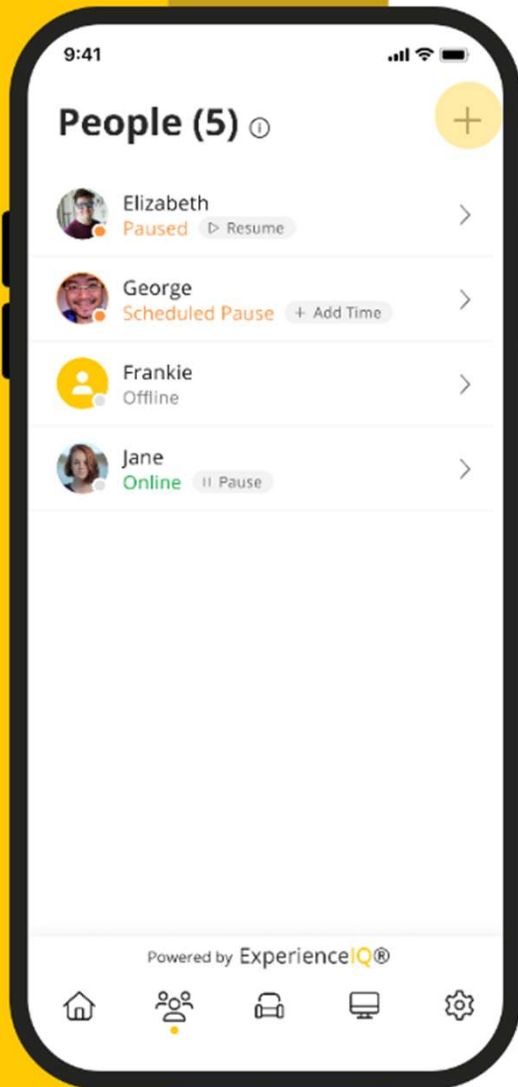 9:41
People (5)
Elizabeth
Paused Resume
George
Scheduled Pause + Add Time
Frankie
Offline
Jane
Online Pause
Powered by ExperienceIQ®